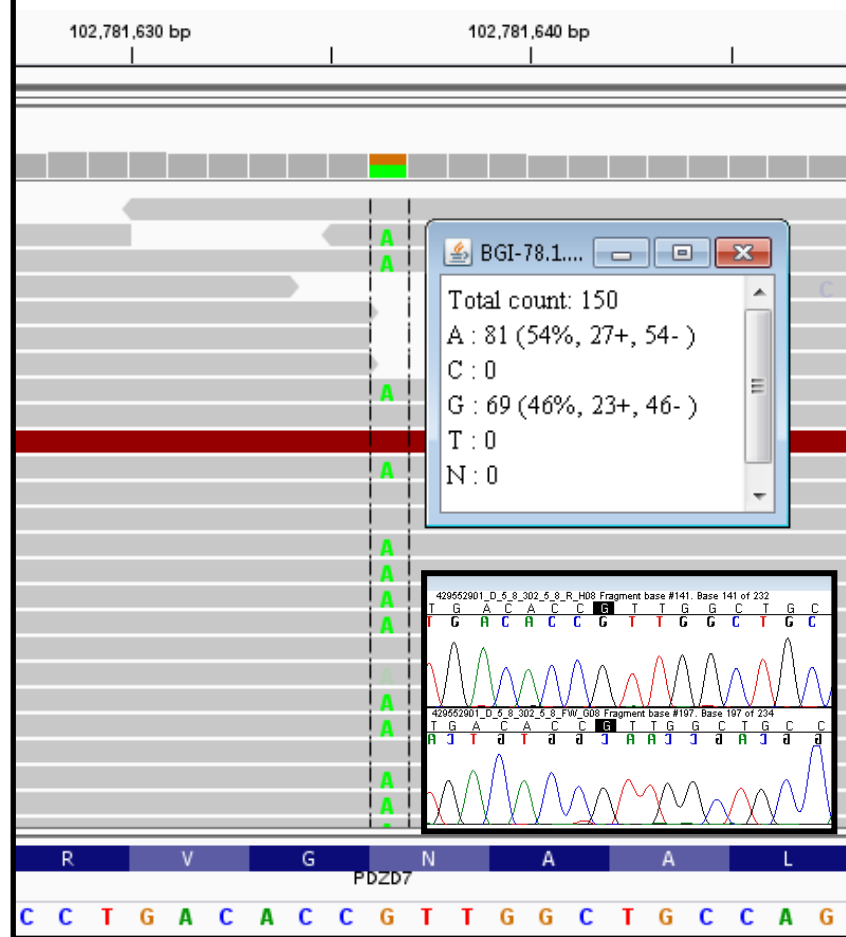 102,781,630 bp 102,781,640 bp
A
A
C
A
A
A
A
A
A
A
A
A
A
A
BGI-78.1....
Total count: 150
A : 81 (54%, 27+, 54- )
C : 0
G : 69 (46%, 23+, 46- )
T : 0
N : 0
429552901_D_5_8_302_5_8_R_H08 Fragment base #141. Base 141 of 232
T G A C A C C G T T G G C T G C
T G A C A C C G T T G G C T G C
429552901_D_5_8_302_5_8_FW_G08 Fragment base #197. Base 197 of 234
T G A C A C C G T T G G C T G C C
A C T G T G G C A A C C G A C G G
R V G N A A L
PDZD7
C C T G A C A C C G T T G G C T G C C A G